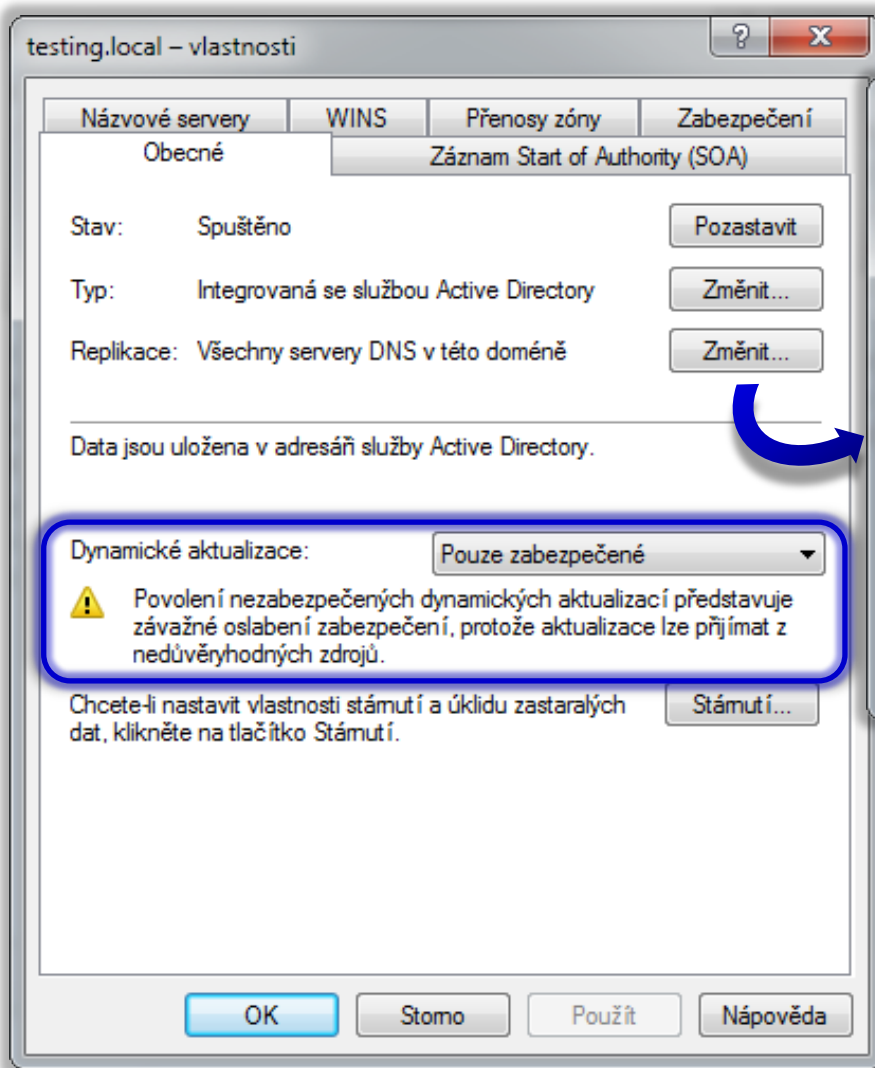 testing.local – vlastnosti
Názvové servery WINS Přenosy zóny Zabezpečení
Obecné Záznam Start of Authority (SOA)
Stav: Spuštěno Pozastavit
Typ: Integrovaná se službou Active Directory Změnit...
Replikace: Všechny servery DNS v této doméně Změnit...
Data jsou uložena v adresáři služby Active Directory.
Dynamické aktualizace: Pouze zabezpečené
Povolení nezabezpečených dynamických aktualizací představuje
závažné oslabení zabezpečení, protože aktualizace lze přijímat z
nedůvěryhodných zdrojů.
Chcete-li nastavit vlastnosti stárnutí a úklidu zastaralých Stárnutí...
dat, klikněte na tlačítko Stárnutí.
OK Storno Použít Nápověda